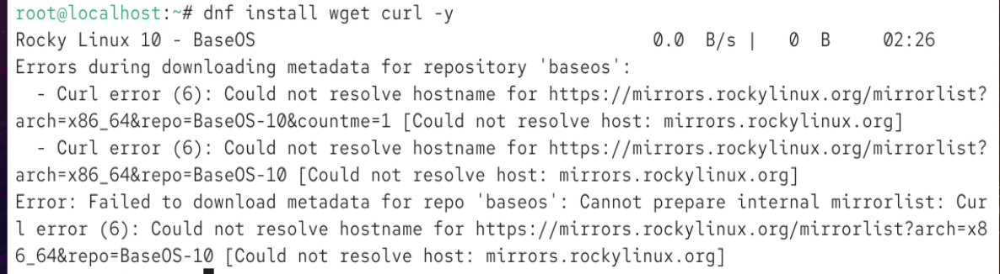 root@localhost:~# dnf install wget curl -y
Rocky Linux 10 - BaseOS                                      0.0  B/s |   0  B     02:26
Errors during downloading metadata for repository 'baseos':
  - Curl error (6): Could not resolve hostname for https://mirrors.rockylinux.org/mirrorlist?
arch=x86_64&repo=BaseOS-10&countme=1 [Could not resolve host: mirrors.rockylinux.org]
  - Curl error (6): Could not resolve hostname for https://mirrors.rockylinux.org/mirrorlist?
arch=x86_64&repo=BaseOS-10 [Could not resolve host: mirrors.rockylinux.org]
Error: Failed to download metadata for repo 'baseos': Cannot prepare internal mirrorlist: Cur
l error (6): Could not resolve hostname for https://mirrors.rockylinux.org/mirrorlist?arch=x8
6_64&repo=BaseOS-10 [Could not resolve host: mirrors.rockylinux.org]